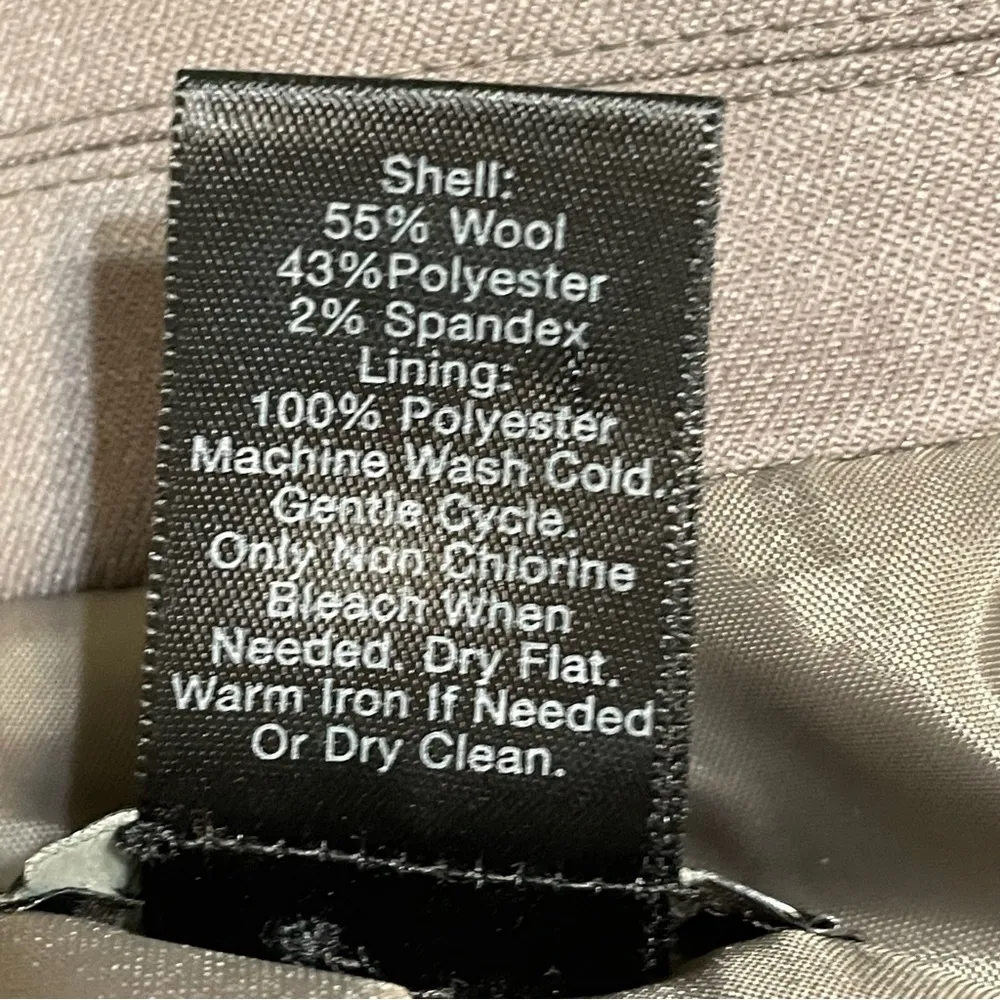 Shell:
55% Wool
43%Polyester
2% Spandex
Lining:
100% Polyester
Machine Wash Cold.
Gentle Cycle.
Only Non Chlorine
Bleach When
Needed. Dry Flat.
Warm Iron If Needed
Or Dry Clean.